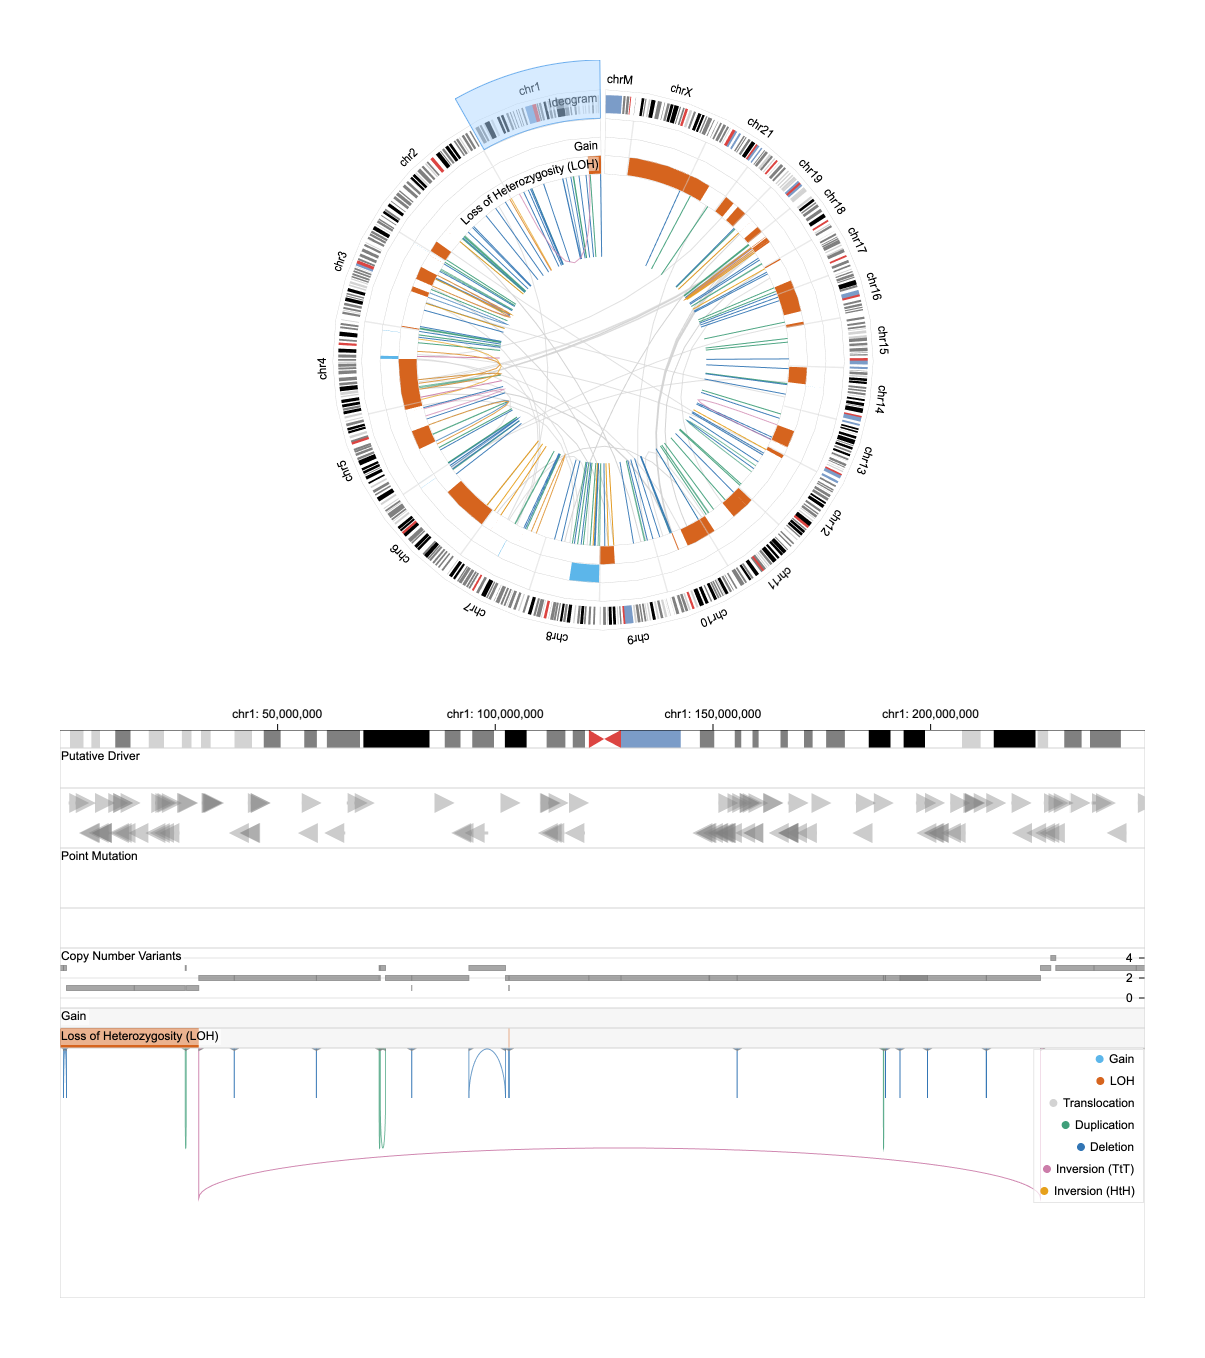 chrM
chrX
chr1
Ideogram
chr21
chr2
Gain
chr19
Loss of Heterozygosity (LOH)
chr18
chr17
chr3
chr16
chr15
chr4
chr14
chr13
chr5
chr12
chr6
chr11
chr7
chr10
chr8
chr9
chr1: 50,000,000 chr1: 100,000,000 chr1: 150,000,000 chr1: 200,000,000
Putative Driver
Point Mutation
Copy Number Variants
4
2
0
Gain
Loss of Heterozygosity (LOH)
Gain
LOH
Translocation
Duplication
Deletion
Inversion (TtT)
Inversion (HtH)